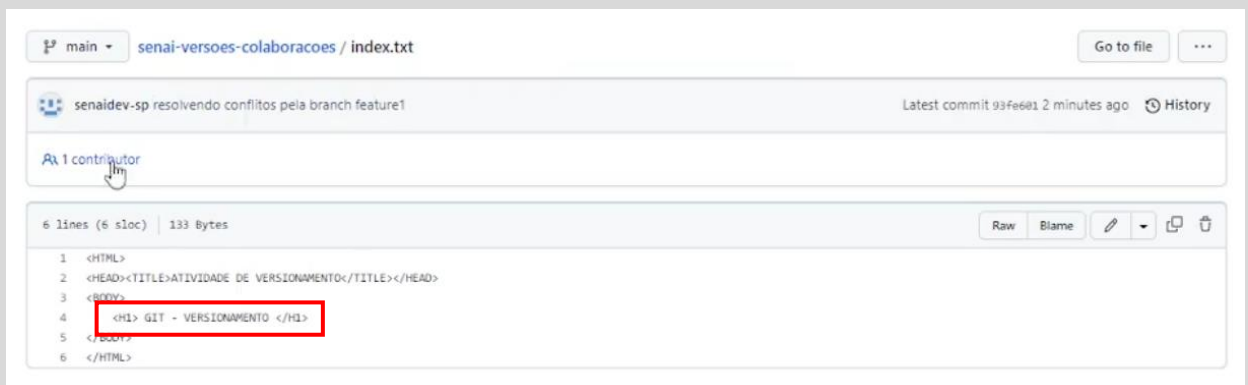 main senai-versoes-colaboracoes / index.txt Go to file ...
senaidev-sp resolvendo conflitos pela branch feature1 Latest commit 93fe681 2 minutes ago History
1 contributor
6 lines (6 sloc) 133 Bytes Raw Blame
1 <HTML>
2 <HEAD><TITLE>ATIVIDADE DE VERSIONAMENTO</TITLE></HEAD>
3 <BODY>
4 <H1> GIT - VERSIONAMENTO </H1>
5 </BODY>
6 </HTML>